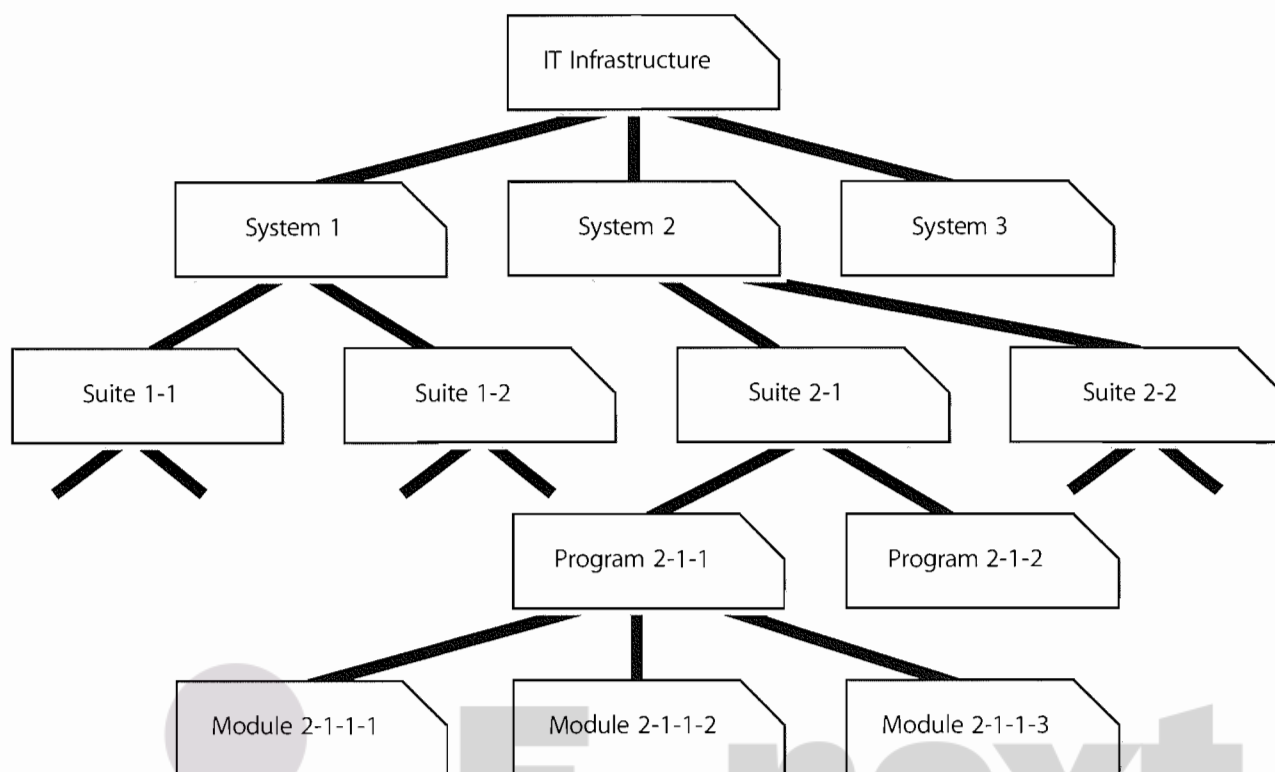 IT Infrastructure
System 1
System 2
System 3
Suite 1-1
Suite 1-2
Suite 2-1
Suite 2-2
Program 2-1-1
Program 2-1-2
Module 2-1-1-1
Module 2-1-1-2
Module 2-1-1-3